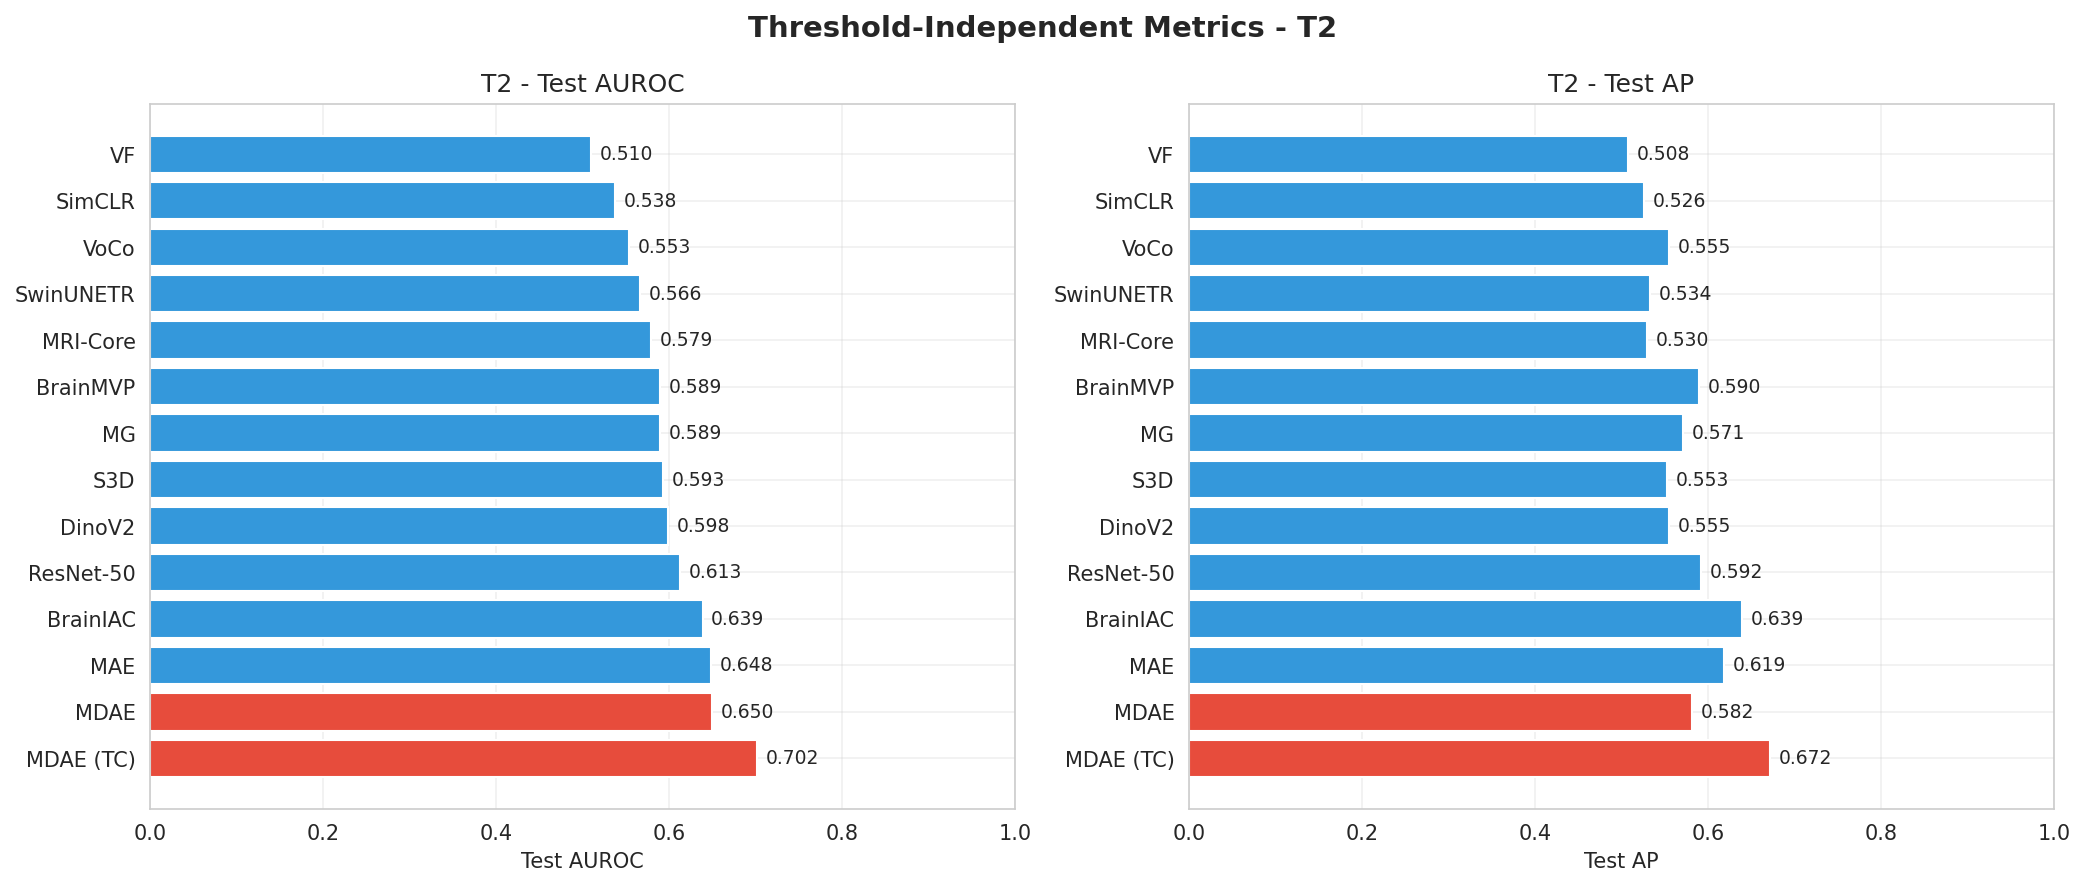 Threshold-Independent Metrics - T2
T2 - Test AUROC
VF 0.510
SimCLR 0.538
VoCo 0.553
SwinUNETR 0.566
MRI-Core 0.579
BrainMVP 0.589
MG 0.589
S3D 0.593
DinoV2 0.598
ResNet-50 0.613
BrainIAC 0.639
MAE 0.648
MDAE 0.650
MDAE (TC) 0.702
0.0 0.2 0.4 0.6 0.8 1.0
Test AUROC
T2 - Test AP
VF 0.508
SimCLR 0.526
VoCo 0.555
SwinUNETR 0.534
MRI-Core 0.530
BrainMVP 0.590
MG 0.571
S3D 0.553
DinoV2 0.555
ResNet-50 0.592
BrainIAC 0.639
MAE 0.619
MDAE 0.582
MDAE (TC) 0.672
0.0 0.2 0.4 0.6 0.8 1.0
Test AP